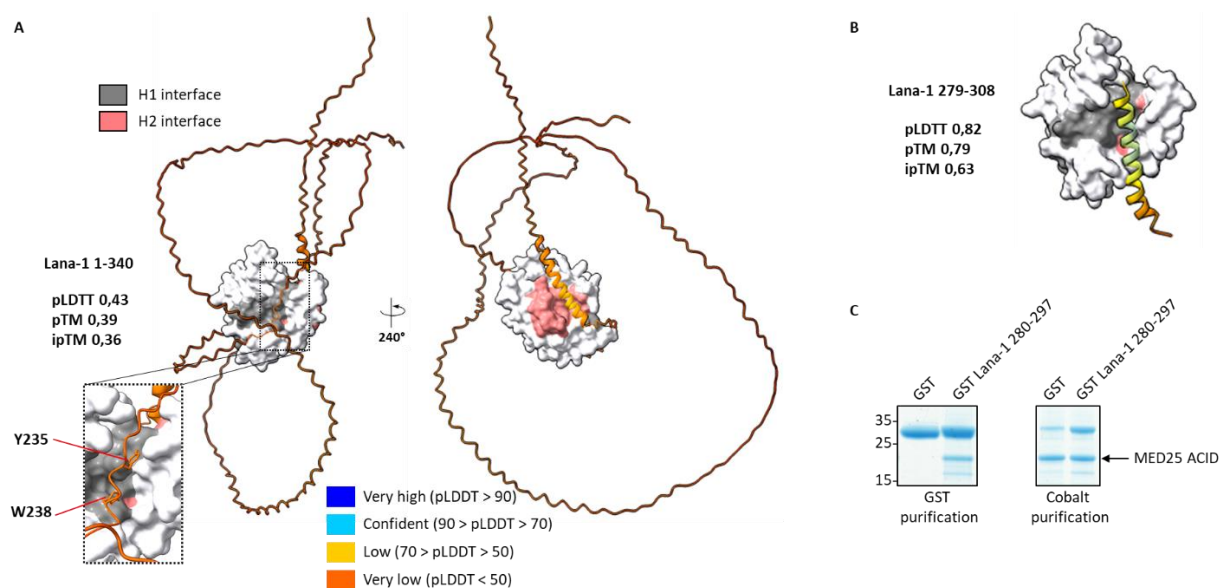 A
H1 interface
H2 interface
Lana-1 1-340
pLDTT 0,43
pTM 0,39
ipTM 0,36
240°
Y235
W238
Very high (pLDDT > 90)
Confident (90 > pLDDT > 70)
Low (70 > pLDDT > 50)
Very low (pLDDT < 50)
B
Lana-1 279-308
pLDTT 0,82
pTM 0,79
ipTM 0,63
C
GST
GST Lana-1 280-297
GST
GST Lana-1 280-297
35
25
15
MED25 ACID
GST
purification
Cobalt
purification